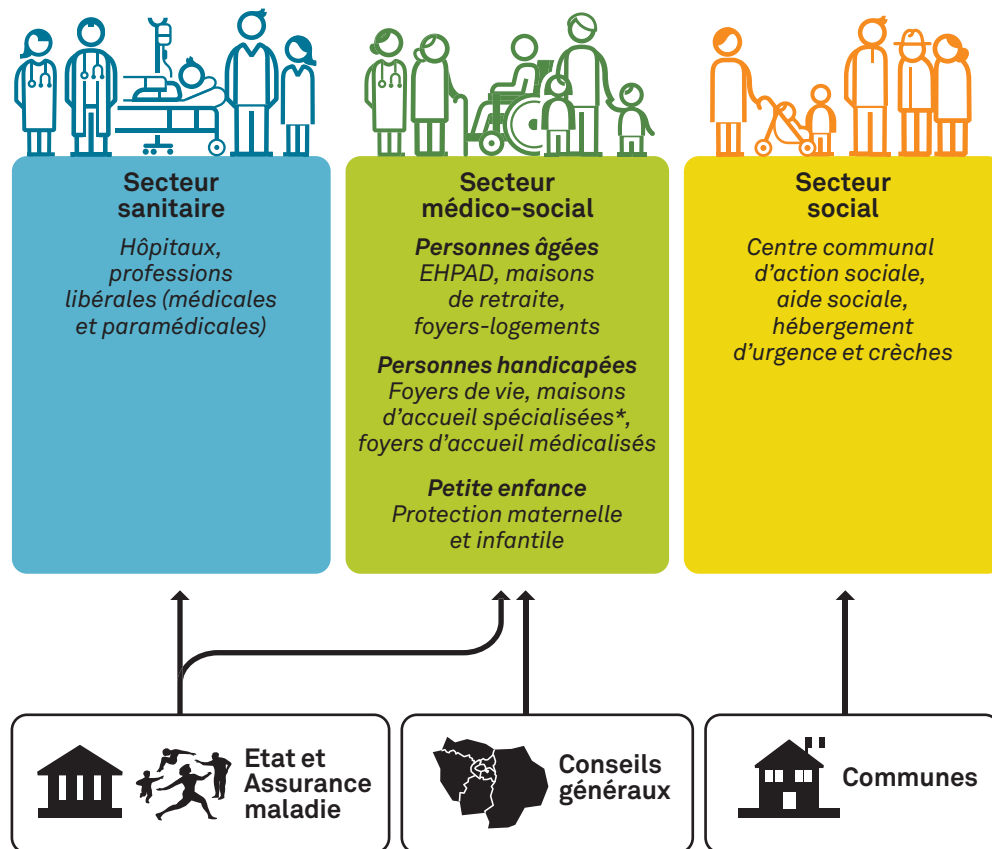 Secteur
sanitaire
Hôpitaux,
professions
libérales (médicales
et paramédicales)
Secteur
médico-social
Personnes âgées
EHPAD, maisons
de retraite,
foyers-logements
Personnes handicapées
Foyers de vie, maisons
d'accueil spécialisées*,
foyers d'accueil médicalisés
Petite enfance
Protection maternelle
et infantile
Secteur
social
Centre communal
d'action sociale,
aide sociale,
hébergement
d'urgence et crèches
Etat et
Assurance
maladie
Conseils
généraux
Communes